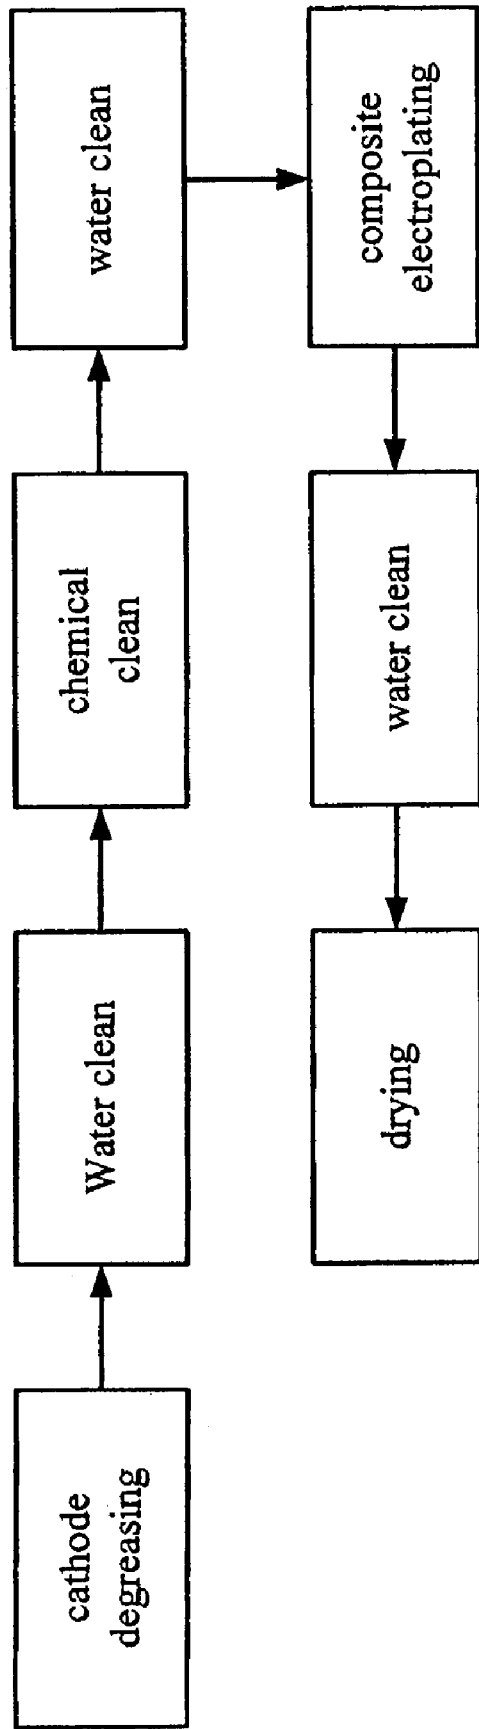 cathode
degreasing
Water clean
chemical
clean
water clean
composite
electroplating
water clean
drying